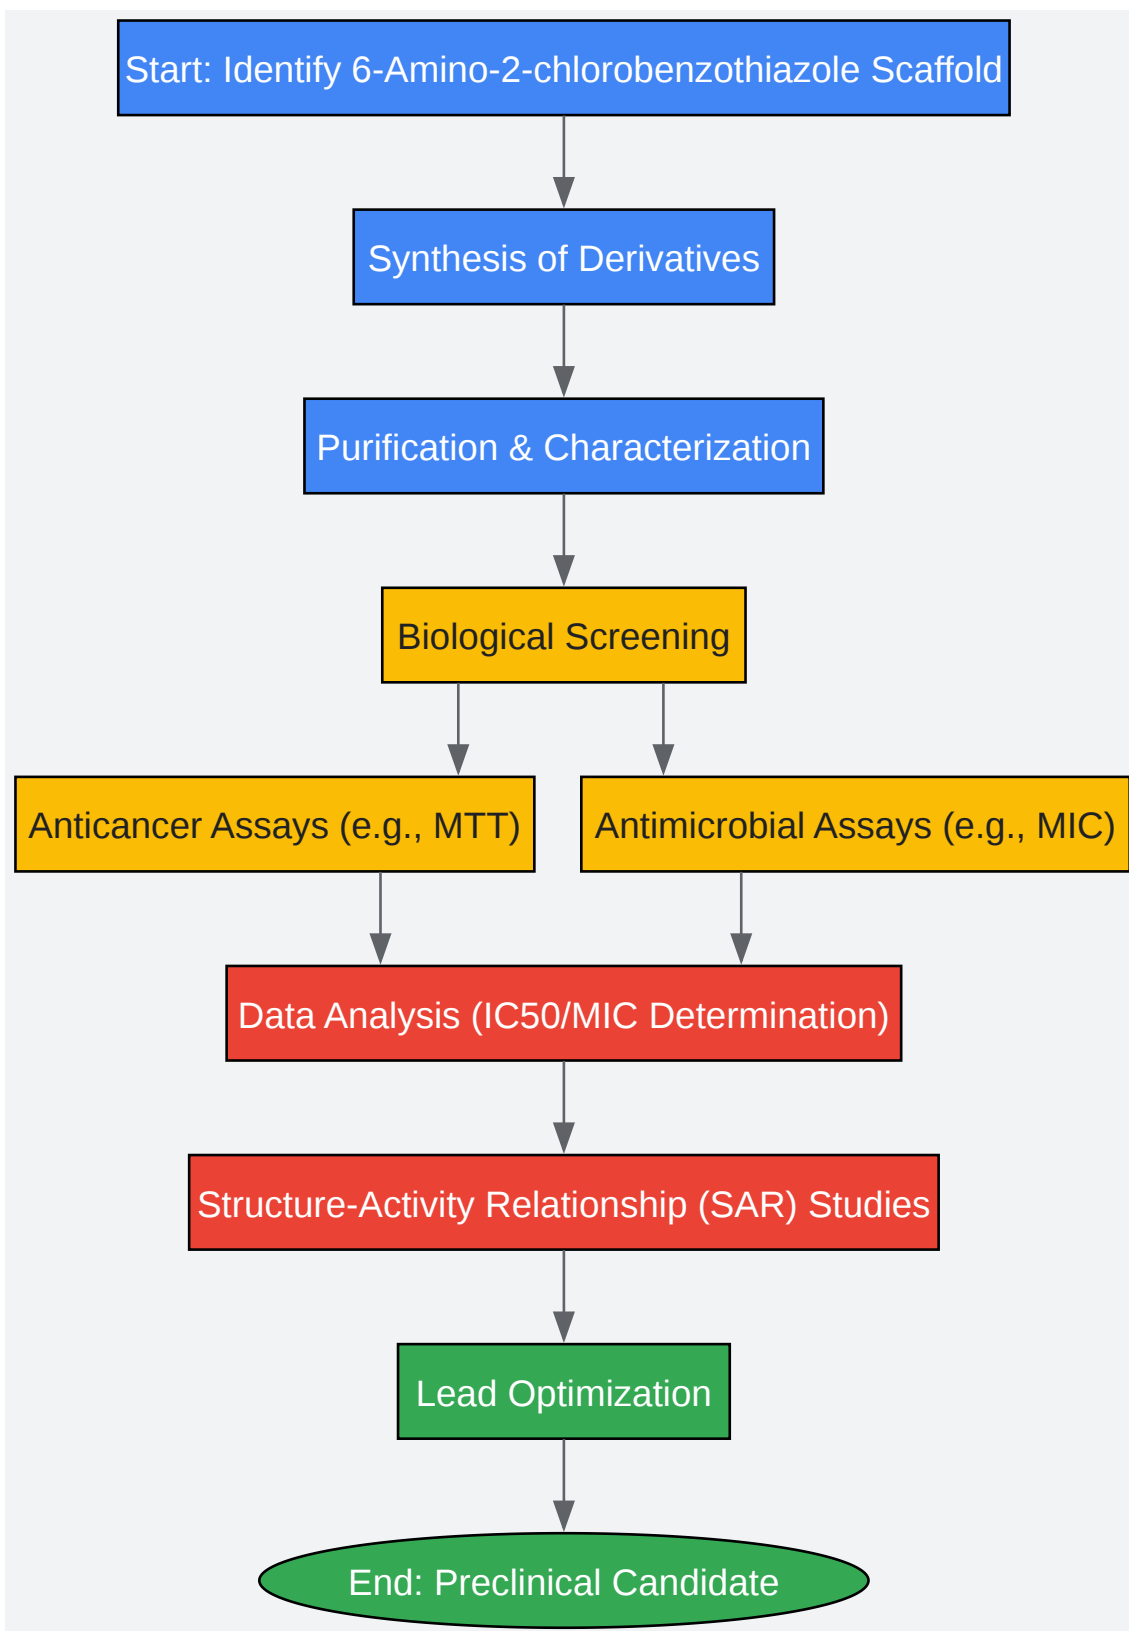 Start: Identify 6-Amino-2-chlorobenzothiazole Scaffold
Synthesis of Derivatives
Purification & Characterization
Biological Screening
Anticancer Assays (e.g., MTT)
Antimicrobial Assays (e.g., MIC)
Data Analysis (IC50/MIC Determination)
Structure-Activity Relationship (SAR) Studies
Lead Optimization
End: Preclinical Candidate